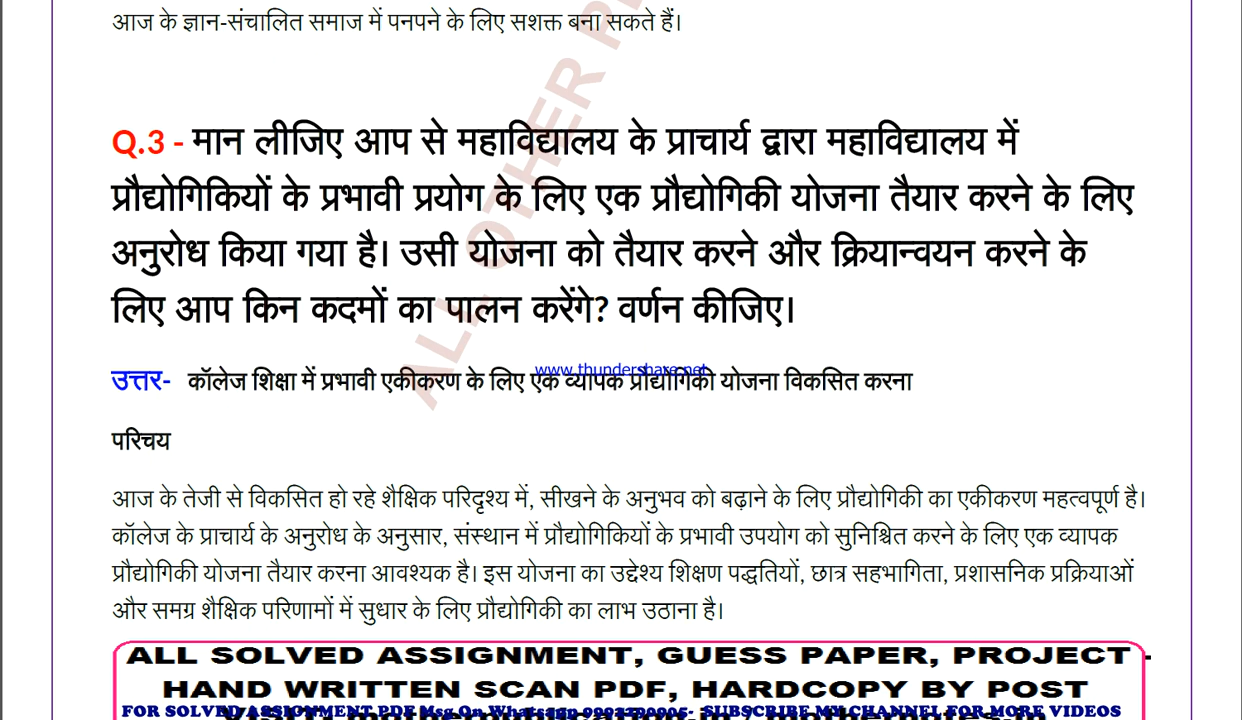 आज के ज्ञान-संचालित समाज में पनपने के लिए सशक्त बना सकते हैं।
Q.3 - मान लीजिए आप से महाविद्यालय के प्राचार्य द्वारा महाविद्यालय में
प्रौद्योगिकियों के प्रभावी प्रयोग के लिए एक प्रौद्योगिकी योजना तैयार करने के लिए
अनुरोध किया गया है। उसी योजना को तैयार करने और क्रियान्वयन करने के
लिए आप किन कदमों का पालन करेंगे? वर्णन कीजिए।
www.thundershare.net
उत्तर- कॉलेज शिक्षा में प्रभावी एकीकरण के लिए एक व्यापक प्रौद्योगिकी योजना विकसित करना
परिचय
आज के तेजी से विकसित हो रहे शैक्षिक परिदृश्य में, सीखने के अनुभव को बढ़ाने के लिए प्रौद्योगिकी का एकीकरण महत्वपूर्ण है।
कॉलेज के प्राचार्य के अनुरोध के अनुसार, संस्थान में प्रौद्योगिकियों के प्रभावी उपयोग को सुनिश्चित करने के लिए एक व्यापक
प्रौद्योगिकी योजना तैयार करना आवश्यक है। इस योजना का उद्देश्य शिक्षण पद्धतियों, छात्र सहभागिता, प्रशासनिक प्रक्रियाओं
और समग्र शैक्षिक परिणामों में सुधार के लिए प्रौद्योगिकी का लाभ उठाना है।
ALL OTHER
ALL SOLVED ASSIGNMENT, GUESS PAPER, PROJECT -
HAND WRITTEN SCAN PDF, HARDCOPY BY POST
FOR SOLVED ASSIGNMENT PDF Msg On Whatsapp SUBSCRIBE MY CHANNEL FOR MORE VIDEOS